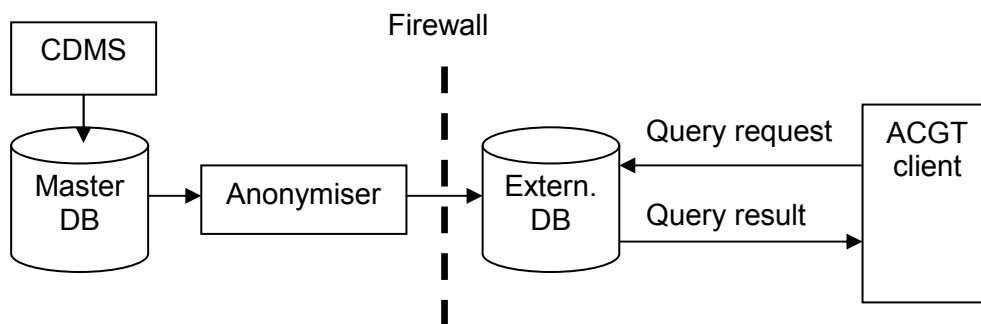 Firewall
CDMS
Master
DB
Anonymiser
Extern.
DB
Query request
Query result
ACGT
client